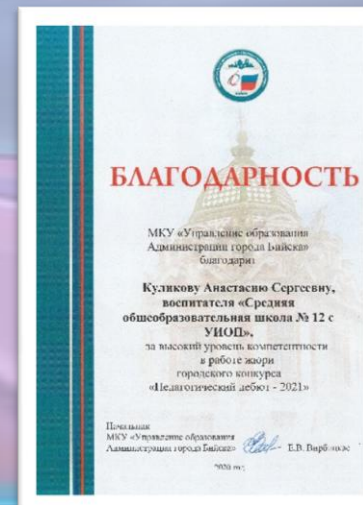 БЛАГОДАРНОСТЬ
МКУ «Управление образования
Администрации города Бийска»
благодарит
Куликову Анастасию Сергеевну,
воспитателя «Средняя
общеобразовательная школа № 12 с
УИОП»,
за высокий уровень компетентности
в работе жюри
городского конкурса
«Педагогический дебют - 2021»
Начальник
МКУ «Управление образования
Администрации города Бийска»
Е.В.
год